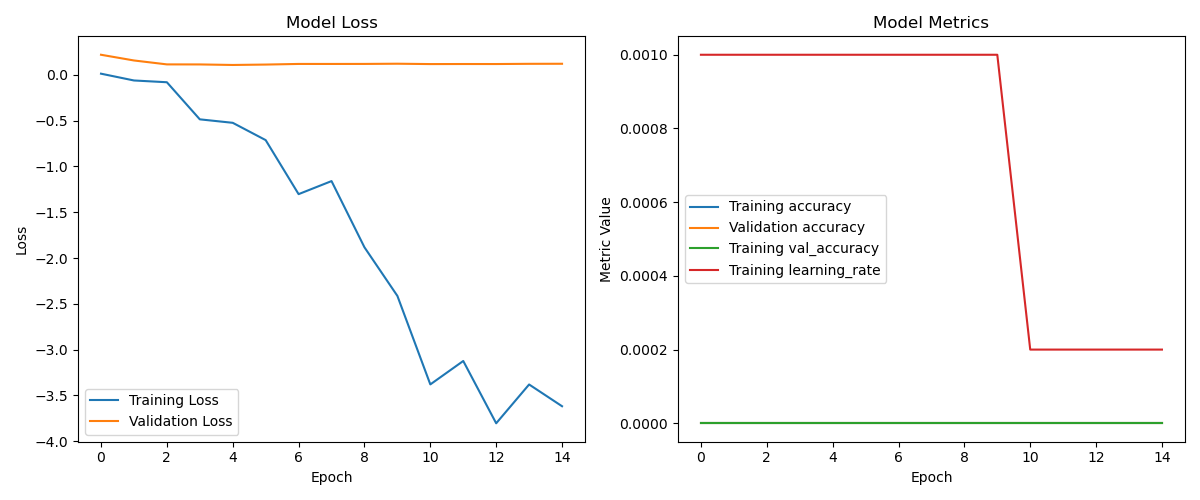 Model Loss
Loss
0.0
−0.5
−1.0
−1.5
−2.0
−2.5
−3.0
−3.5
−4.0
Training Loss
Validation Loss
0 2 4 6 8 10 12 14
Epoch
Model Metrics
Metric Value
0.0010
0.0008
0.0006
0.0004
0.0002
0.0000
Training accuracy
Validation accuracy
Training val_accuracy
Training learning_rate
0 2 4 6 8 10 12 14
Epoch